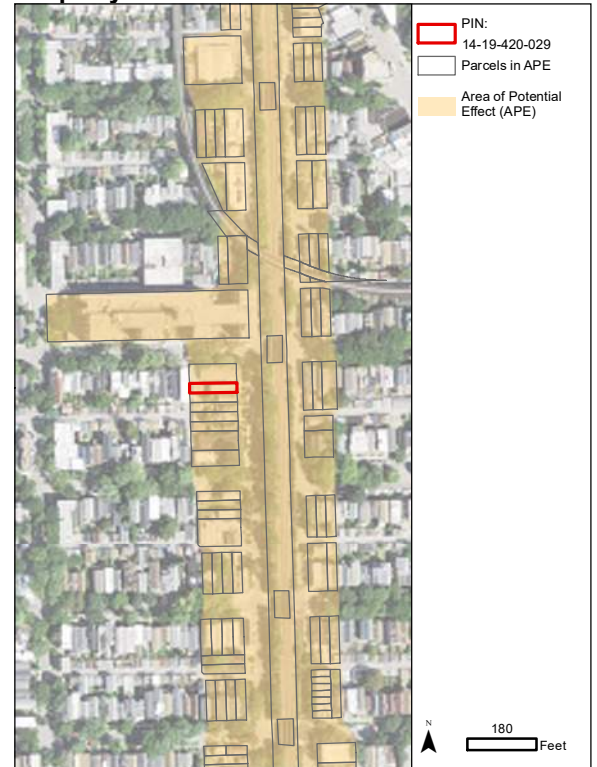 PIN:
14-19-420-029
Parcels in APE
Area of Potential
Effect (APE)
N
180
Feet